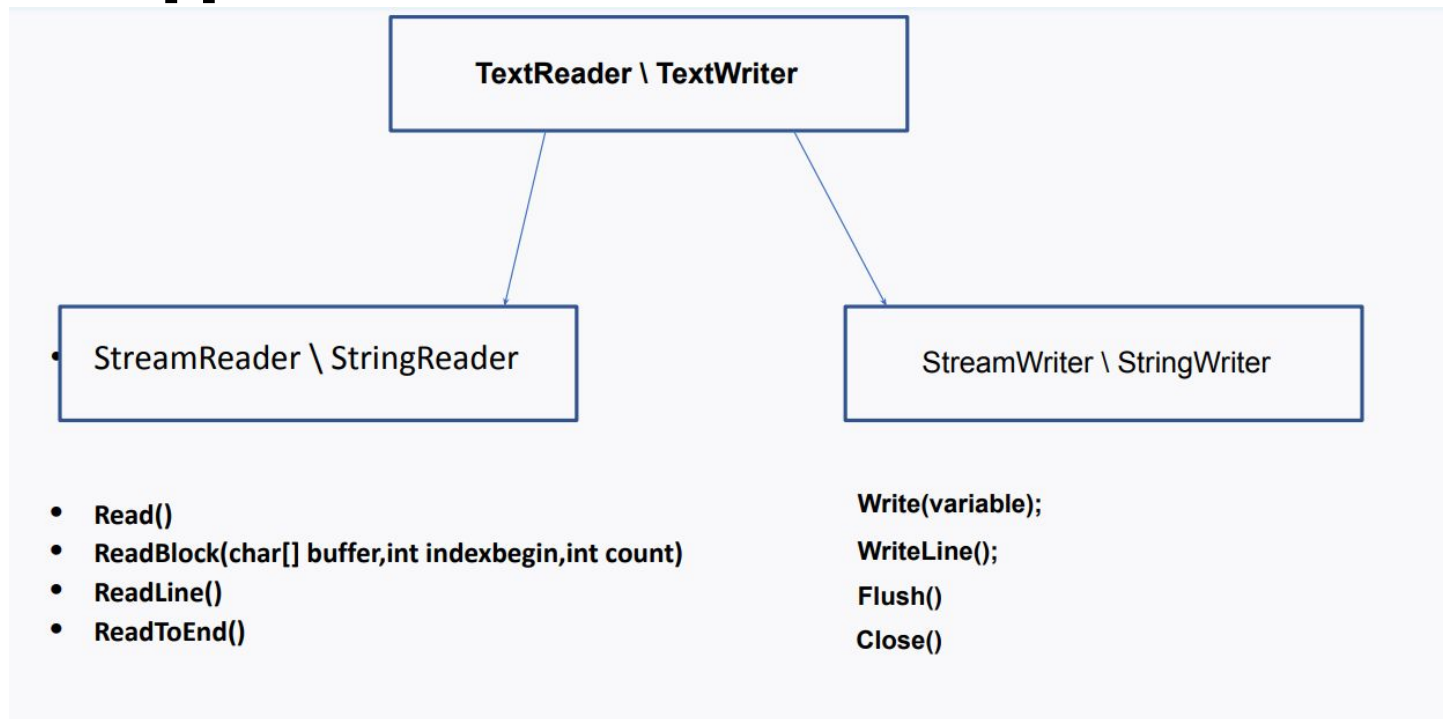 TextReader \ TextWriter
• StreamReader \ StringReader
StreamWriter \ StringWriter
• Read()
• ReadBlock(char[] buffer,int indexbegin,int count)
• ReadLine()
• ReadToEnd()
Write(variable);
WriteLine();
Flush()
Close()